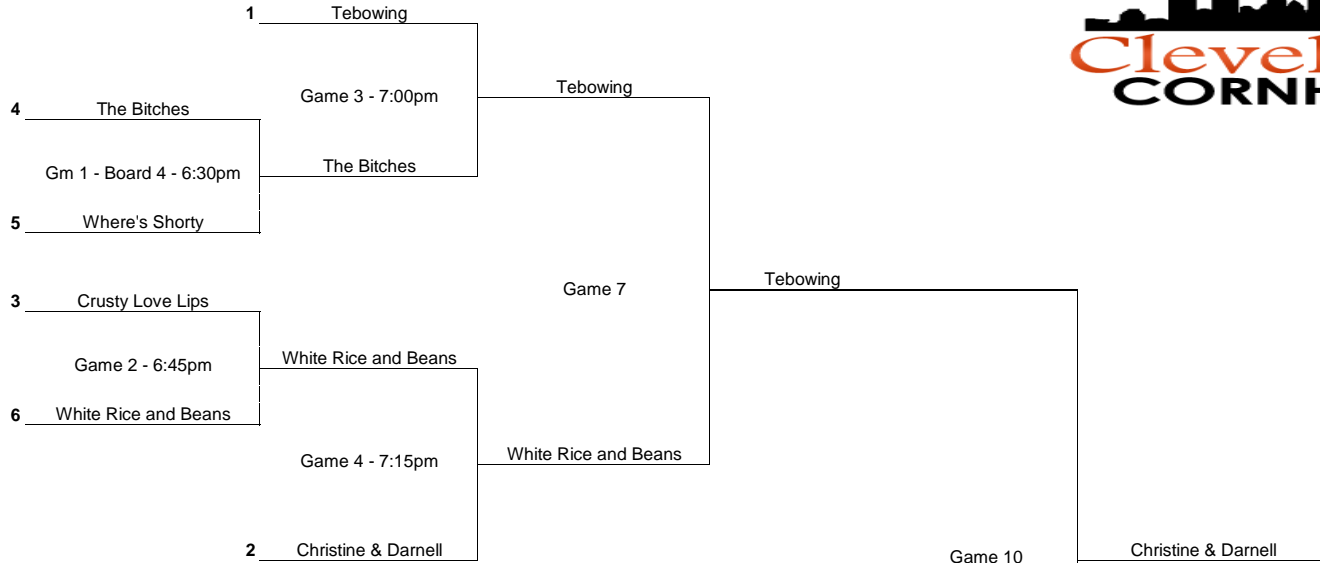 1 Tebowing
Clevel
CORNH
Game 3 - 7:00pm
Tebowing
4 The Bitches
Gm 1 - Board 4 - 6:30pm
The Bitches
5 Where's Shorty
Game 7
Tebowing
3 Crusty Love Lips
Game 2 - 6:45pm
White Rice and Beans
6 White Rice and Beans
Game 4 - 7:15pm
White Rice and Beans
2 Christine & Darnell
Game 10
Christine & Darnell